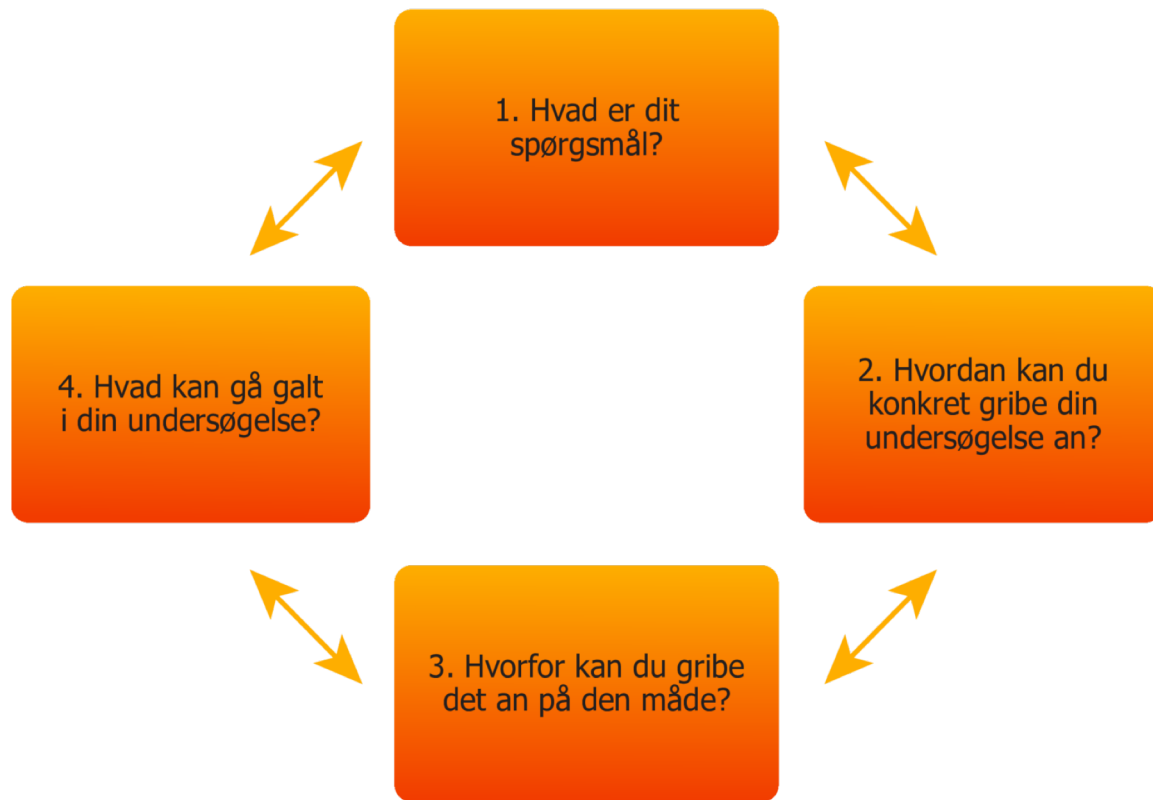 1. Hvad er dit
spørgsmål?
2. Hvordan kan du
konkret gribe din
undersøgelse an?
3. Hvorfor kan du gribe
det an på den måde?
4. Hvad kan gå galt
i din undersøgelse?